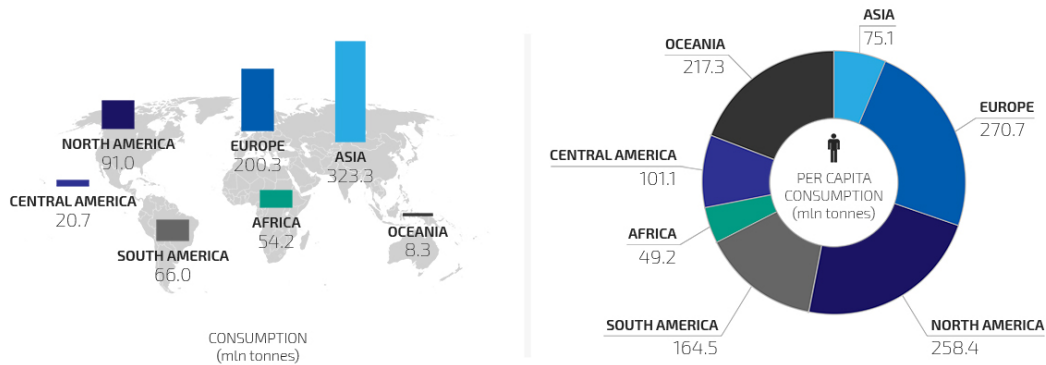 NORTH AMERICA
91.0
EUROPE
200.3
ASIA
323.3
CENTRAL AMERICA
20.7
AFRICA
54.2
OCEANIA
8.3
SOUTH AMERICA
66.0
CONSUMPTION
(mln tonnes)
ASIA
75.1
OCEANIA
217.3
EUROPE
270.7
CENTRAL AMERICA
101.1
PER CAPITA
CONSUMPTION
(mln tonnes)
AFRICA
49.2
SOUTH AMERICA
164.5
NORTH AMERICA
258.4